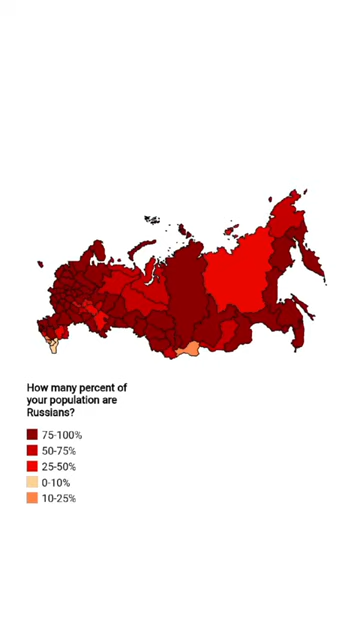 How many percent of
your population are
Russians?
75-100%
50-75%
25-50%
0-10%
10-25%